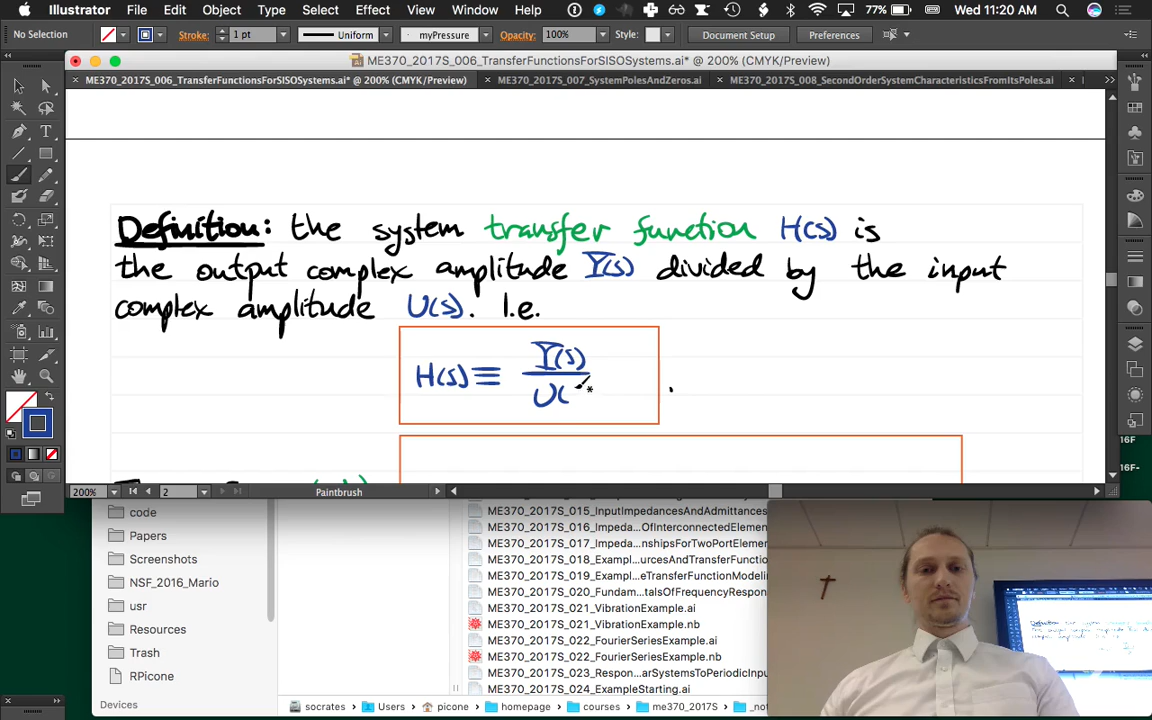 Illustrator File Edit Object Type Select Effect View Window Help 77% Wed 11:20 AM
No Selection Stroke: 1 pt Uniform myPressure Opacity: 100% Style: Document Setup Preferences
ME370_2017S_006_TransferFunctionsForSISOSystems.ai* @ 200% (CMYK/Preview)
ME370_2017S_006_TransferFunctionsForSISOSystems.ai* @ 200% (CMYK/Preview) ME370_2017S_007_SystemPolesAndZeros.ai ME370_2017S_008_SecondOrderSystemCharacteristicsFromItsPoles.ai
Definition: the system transfer function H(s) is
the output complex amplitude Y(s) divided by the input
complex amplitude U(s). I.e.
H(s) ≡ Y(s)
U(
.
200% 2 Paintbrush
16F
16F-
code
Papers
Screenshots
NSF_2016_Mario
usr
Resources
Trash
RPicone
Devices
ME370_2017S_015_InputImpedancesAndAdmittances
ME370_2017S_016_Impeda...OfInterconnectedElemen
ME370_2017S_017_Impeda...nshipsForTwoPortElemen
ME370_2017S_018_Exampl...urcesAndTransferFunctio
ME370_2017S_019_Exampl...eTransferFunctionModelin
ME370_2017S_020_Fundam...talsOfFrequencyRespon
ME370_2017S_021_VibrationExample.ai
ME370_2017S_021_VibrationExample.nb
ME370_2017S_022_FourierSeriesExample.ai
ME370_2017S_022_FourierSeriesExample.nb
ME370_2017S_023_Respon...arSystemsToPeriodicInpu
ME370_2017S_024_ExampleStarting.ai
socrates Users picone homepage courses me370_2017S